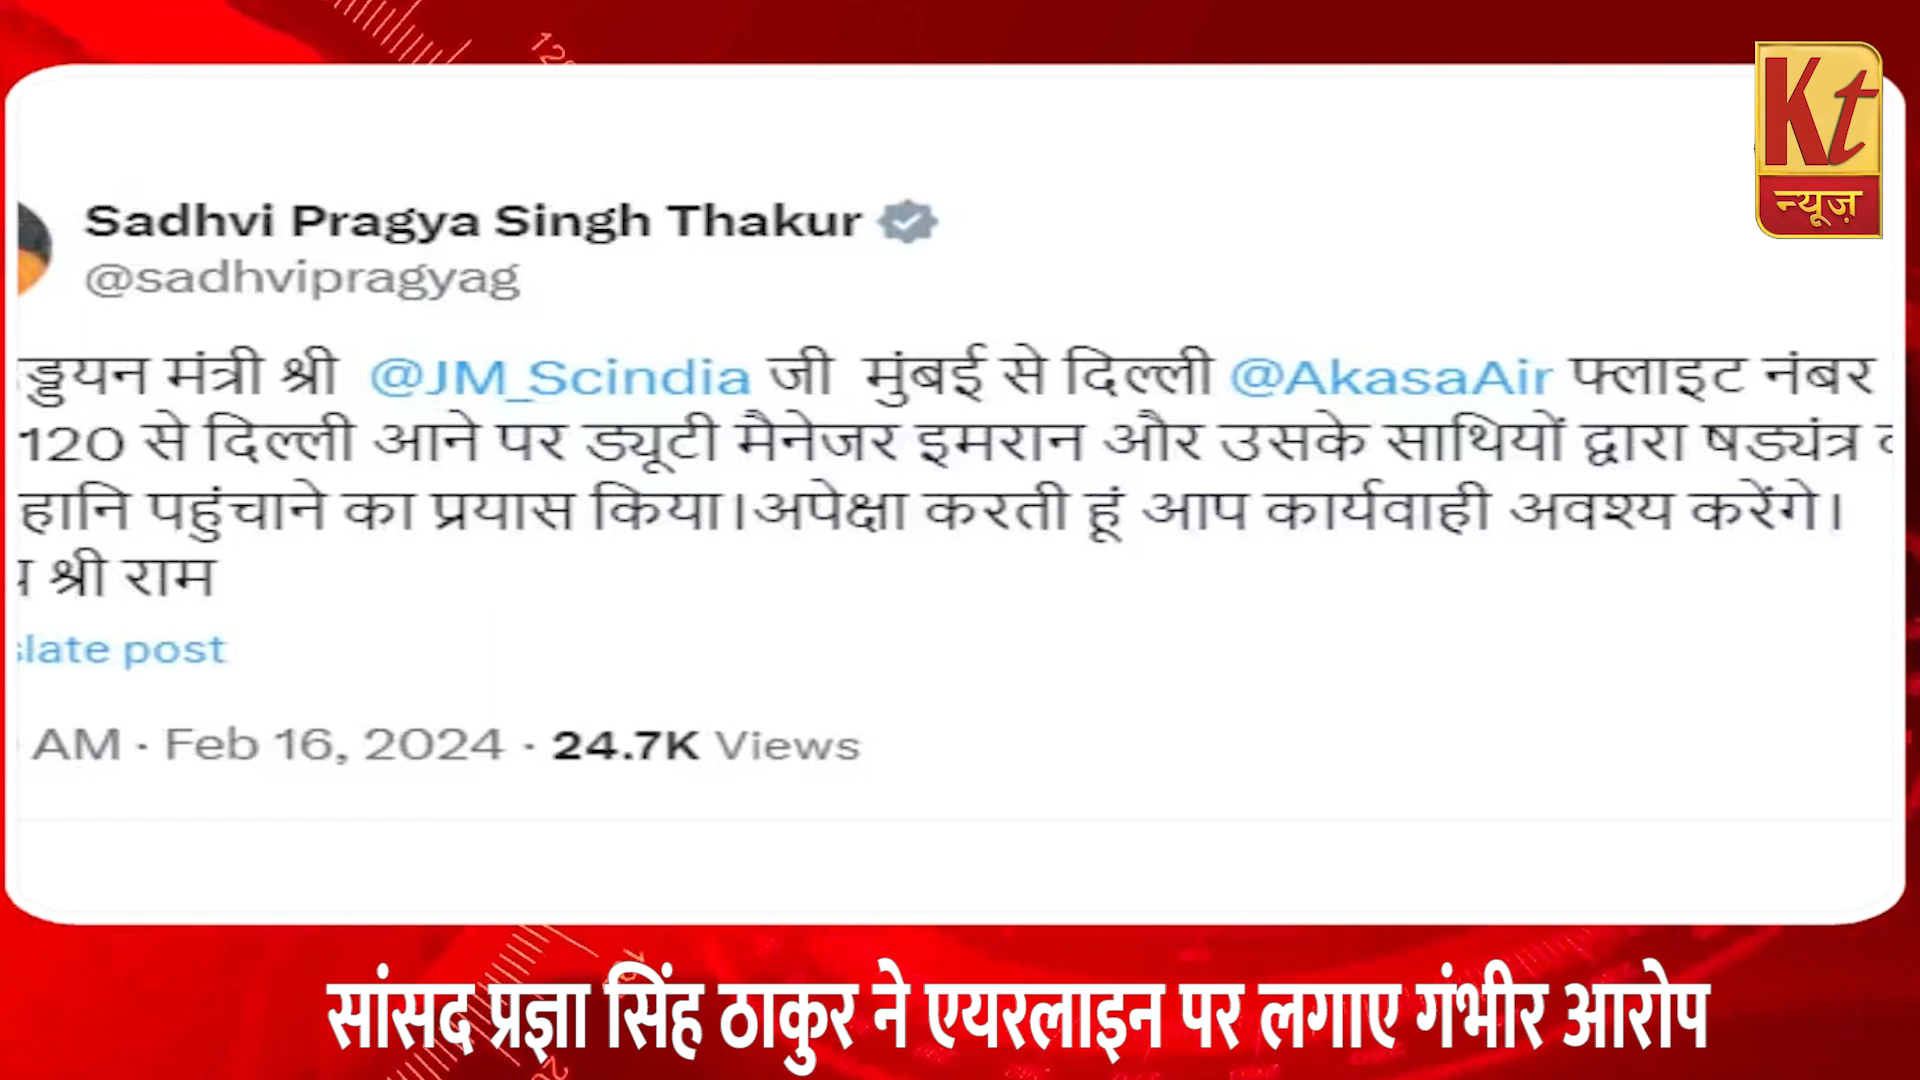 Kt
न्यूज़
Sadhvi Pragya Singh Thakur
@sadhvipragyag
ड्डयन मंत्री श्री @JM_Scindia जी मुंबई से दिल्ली @AkasaAir फ्लाइट नंबर
120 से दिल्ली आने पर ड्यूटी मैनेजर इमरान और उसके साथियों द्वारा षड्यंत्र
हानि पहुंचाने का प्रयास किया।अपेक्षा करती हूं आप कार्यवाही अवश्य करेंगे।
श्री राम
slate post
AM · Feb 16, 2024 · 24.7K Views
सांसद प्रज्ञा सिंह ठाकुर ने एयरलाइन पर लगाए गंभीर आरोप